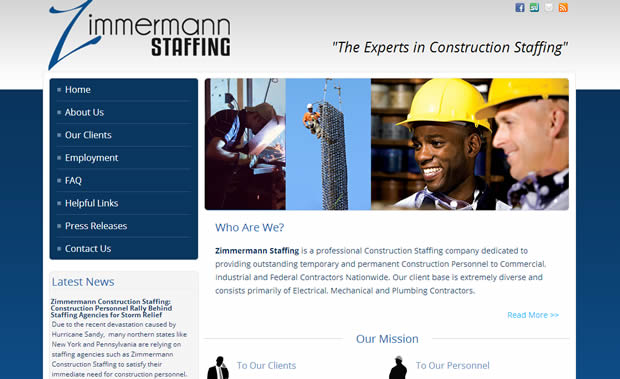 Zimmermann
STAFFING
"The Experts in Construction Staffing"
Home
About Us
Our Clients
Employment
FAQ
Helpful Links
Press Releases
Contact Us
Latest News
Zimmermann Construction Staffing:
Construction Personnel Rally Behind
Staffing Agencies for Storm Relief
Due to the recent devastation caused by
Hurricane Sandy, many northern states like
New York and Pennsylvania are relying on
staffing agencies such as Zimmermann
Construction Staffing to satisfy their
immediate need for construction personnel.
Who Are We?
Zimmermann Staffing is a professional Construction Staffing company dedicated to
providing outstanding temporary and permanent Construction Personnel to Commercial,
Industrial and Federal Contractors Nationwide. Our client base is extremely diverse and
consists primarily of Electrical, Mechanical and Plumbing Contractors.
Read More >>
Our Mission
To Our Clients
To Our Personnel